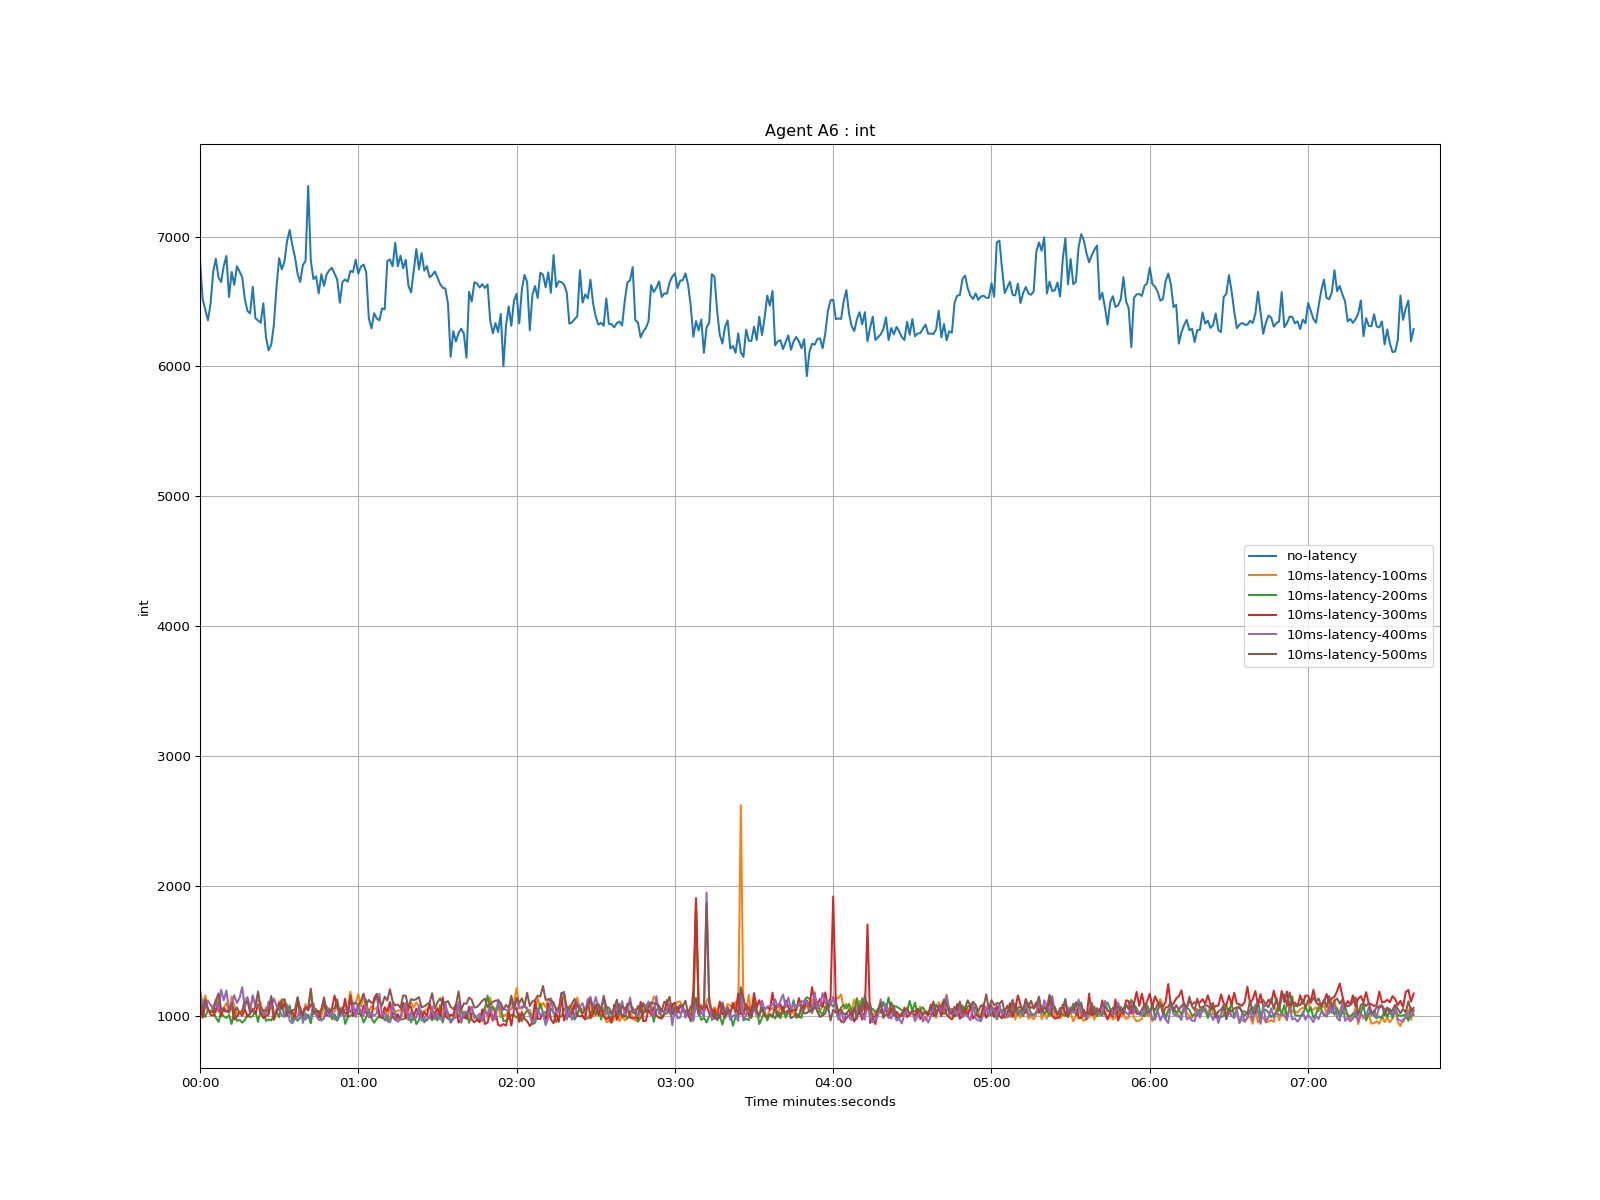 Agent A6 : int
7000
6000
5000
4000
3000
2000
1000
int
no-latency
10ms-latency-100ms
10ms-latency-200ms
10ms-latency-300ms
10ms-latency-400ms
10ms-latency-500ms
00:00 01:00 02:00 03:00 04:00 05:00 06:00 07:00
Time minutes:seconds